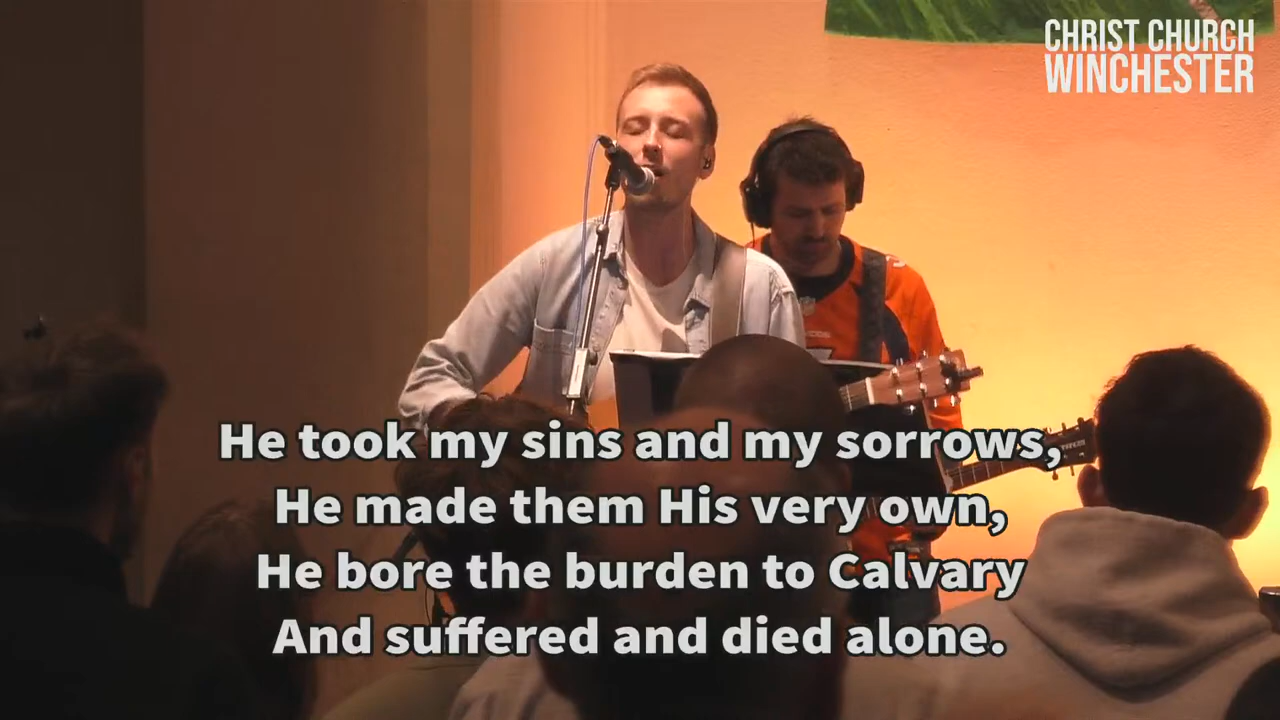 CHRIST CHURCH
WINCHESTER
He took my sins and my sorrows,
He made them His very own,
He bore the burden to Calvary
And suffered and died alone.